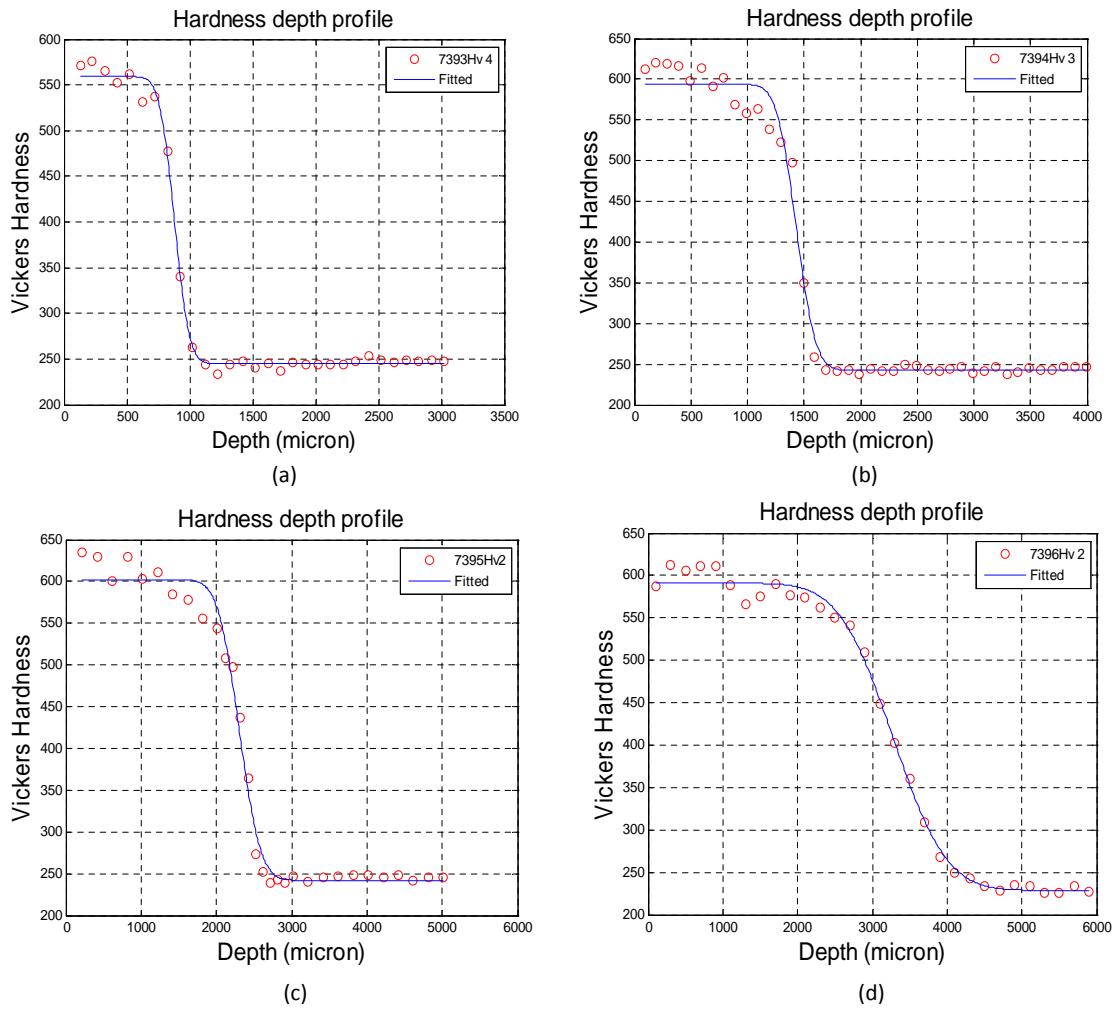 Hardness depth profile
600
550
500
450
400
350
300
250
200
Vickers Hardness
7393Hv 4
Fitted
0 500 1000 1500 2000 2500 3000 3500
Depth (micron)
(a)
Hardness depth profile
650
600
550
500
450
400
350
300
250
200
Vickers Hardness
7394Hv 3
Fitted
0 500 1000 1500 2000 2500 3000 3500 4000
Depth (micron)
(b)
Hardness depth profile
650
600
550
500
450
400
350
300
250
200
Vickers Hardness
7395Hv2
Fitted
0 1000 2000 3000 4000 5000 6000
Depth (micron)
(c)
Hardness depth profile
650
600
550
500
450
400
350
300
250
200
Vickers Hardness
7396Hv 2
Fitted
0 1000 2000 3000 4000 5000 6000
Depth (micron)
(d)